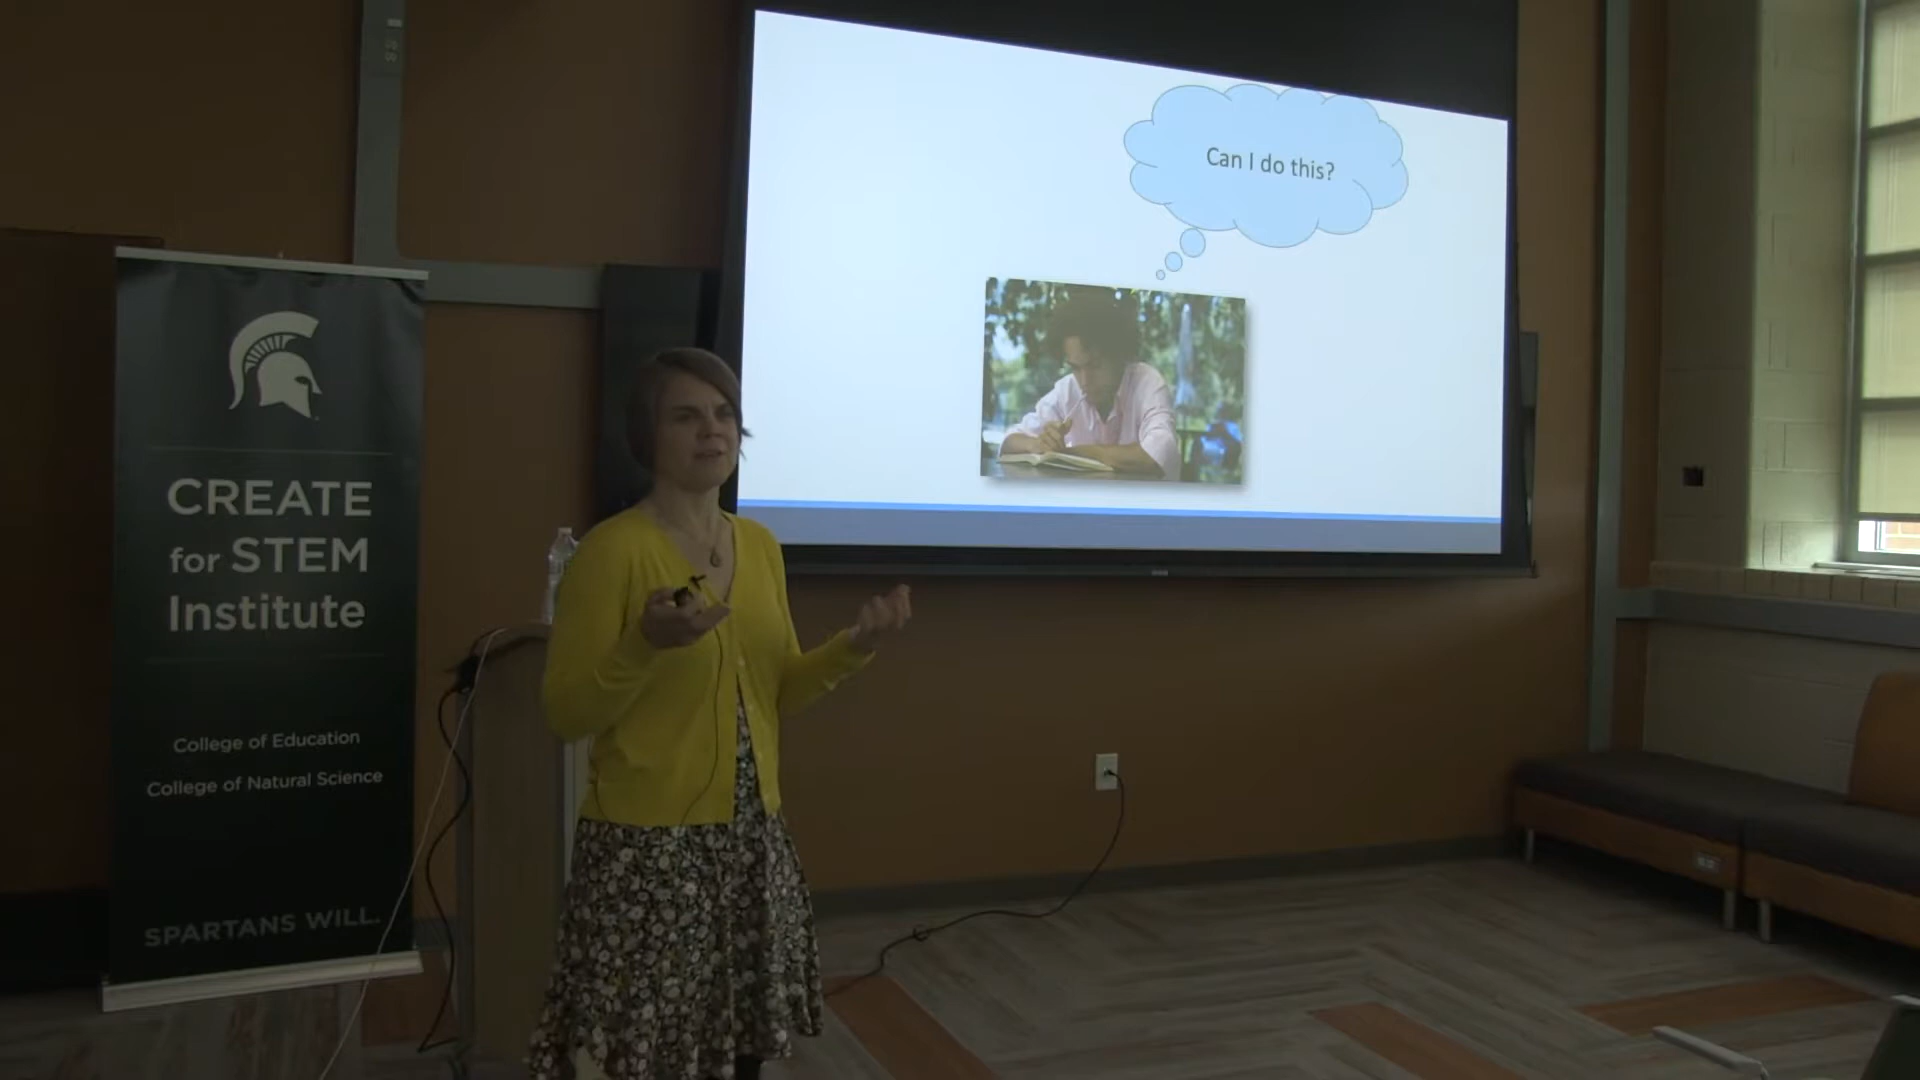 Can I do this?
CREATE
for STEM
Institute
College of Education
College of Natural Science
SPARTANS WILL.